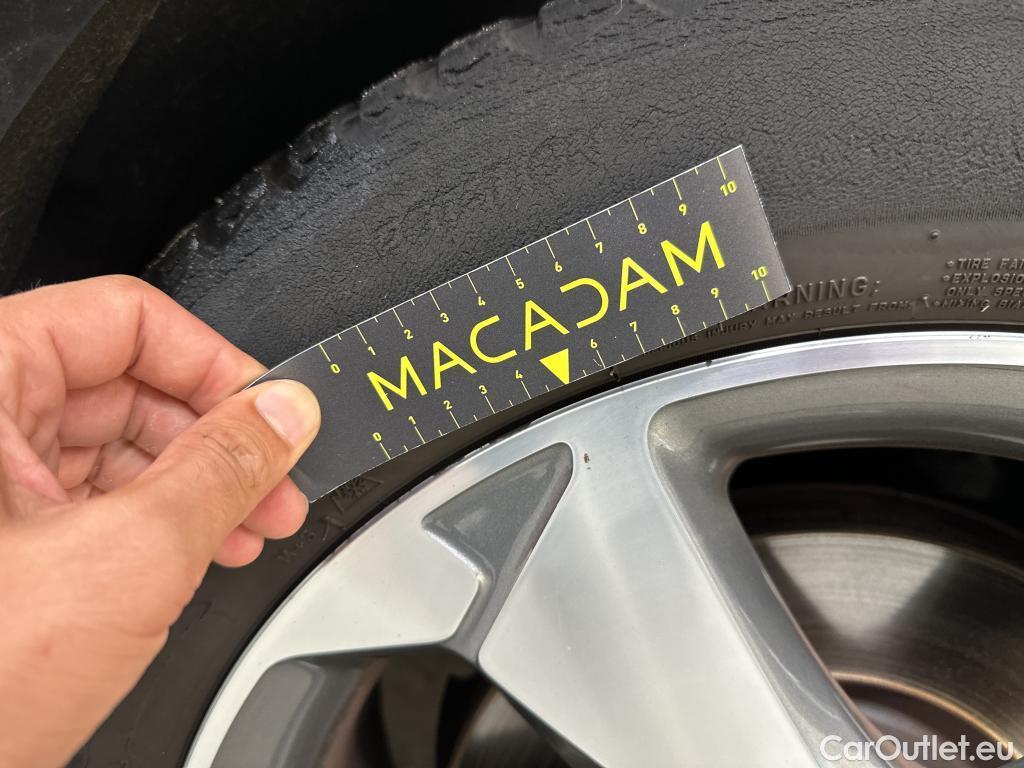 0 1 2 3 4 5 6 7 8 9 10
MACADAM
0 1 2 3 4 6 7 8 9 10
WARNING:
INJURY MAY RESULT FROM
•TIRE FAI
•EXPLOSIO
ONLY SPE
•MIXING
CarOutlet.eu